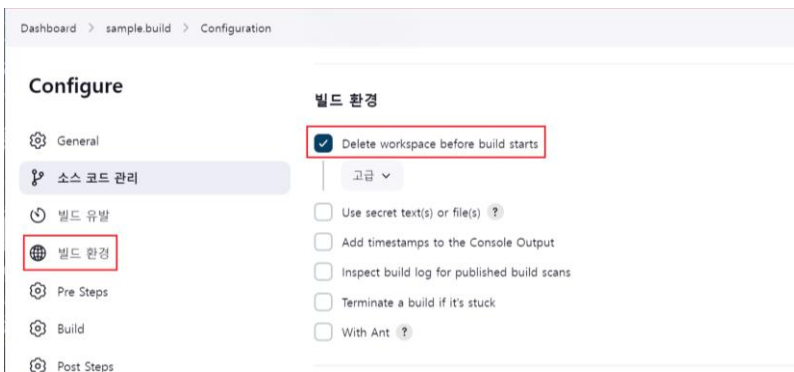 Dashboard > sample.build > Configuration
Configure
General
소스 코드 관리
빌드 유발
빌드 환경
Pre Steps
Build
Post Steps
빌드 환경
Delete workspace before build starts
고급
Use secret text(s) or file(s) ?
Add timestamps to the Console Output
Inspect build log for published build scans
Terminate a build if it's stuck
With Ant ?